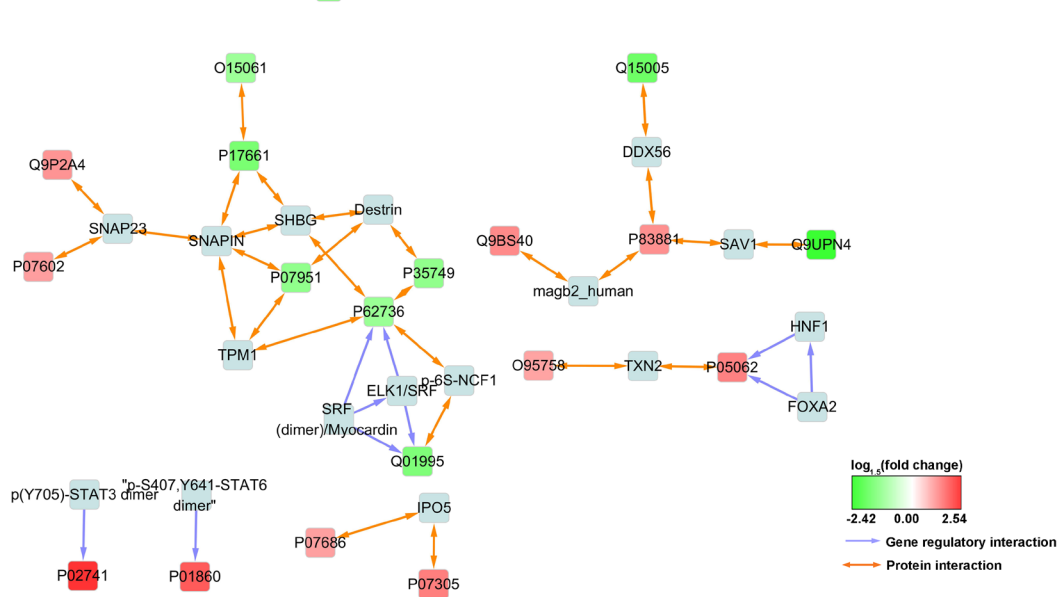 O15061
Q15005
P17661
DDX56
Q9P2A4
SNAP23
SNAPIN
SHBG
Destrin
P07602
P07951
P35749
Q9BS40
P83881
SAV1
Q9UPN4
magb2_human
P62736
TPM1
HNF1
O95758
TXN2
P05062
p-6S-NCF1
ELK1/SRF
FOXA2
SRF
(dimer)/Myocardin
Q01995
log1.5(fold change)
-2.42 0.00 2.54
Gene regulatory interaction
Protein interaction
p(Y705)-STAT3 dimer
"p-S407,Y641-STAT6
dimer"
IPO5
P07686
P02741
P01860
P07305